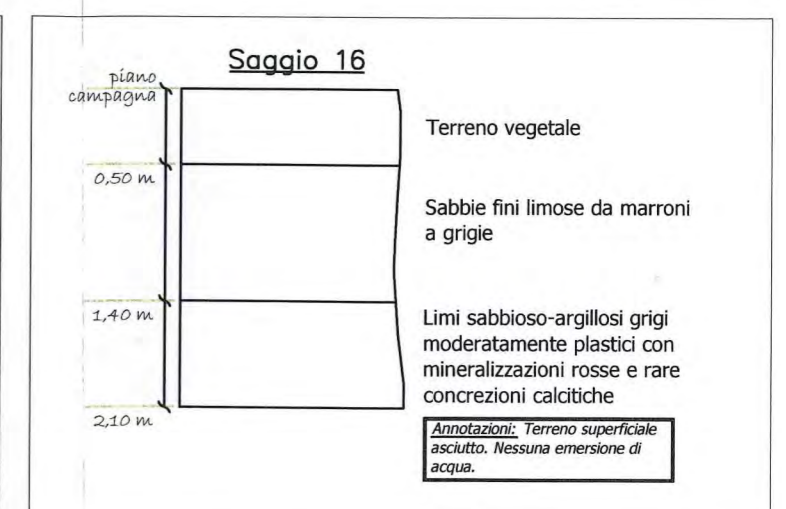 Saggio 16
piano
campagna
Terreno vegetale
0,50 m
Sabbie fini limose da marroni
a grigie
1,40 m
Limi sabbioso-argillosi grigi
moderatamente plastici con
mineralizzazioni rosse e rare
concrezioni calcitiche
2,10 m
Annotazioni: Terreno superficiale
asciutto. Nessuna emersione di
acqua.